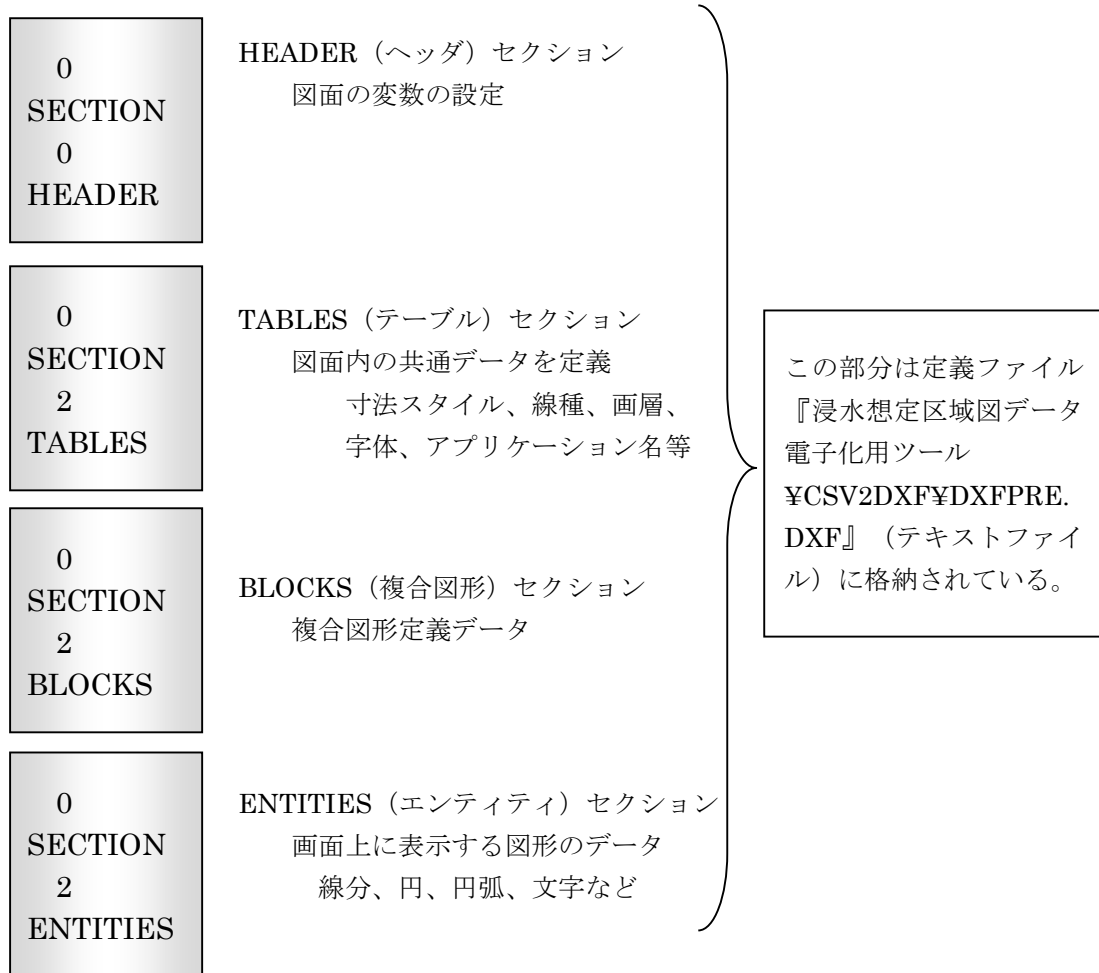 0
SECTION
0
HEADER
HEADER（ヘッダ）セクション
図面の変数の設定
0
SECTION
2
TABLES
TABLES（テーブル）セクション
図面内の共通データを定義
寸法スタイル、線種、画層、
字体、アプリケーション名等
0
SECTION
2
BLOCKS
BLOCKS（複合図形）セクション
複合図形定義データ
0
SECTION
2
ENTITIES
ENTITIES（エンティティ）セクション
画面上に表示する図形のデータ
線分、円、円弧、文字など
この部分は定義ファイル
『浸水想定区域図データ
電子化用ツール
¥CSV2DXF¥DXFPRE.
DXF』（テキストファイ
ル）に格納されている。